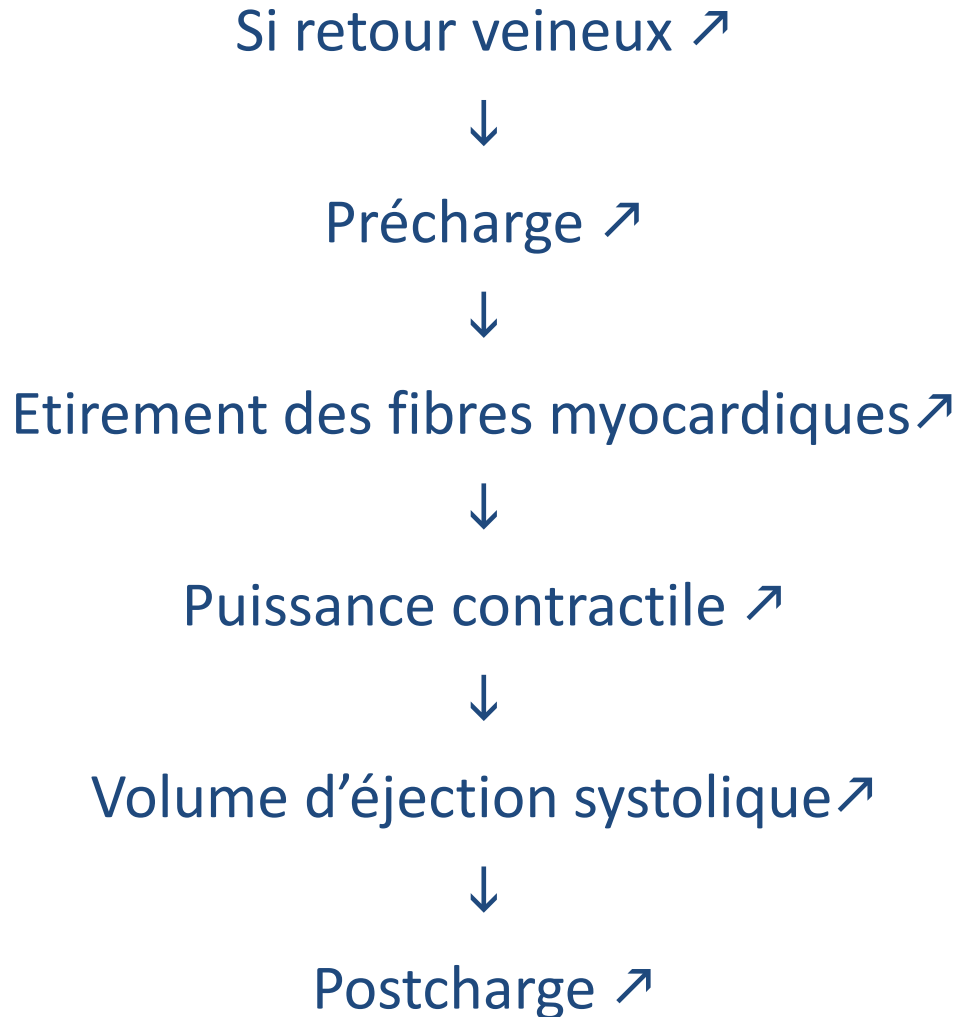 Si retour veineux ↗
↓
Précharge ↗
↓
Etirement des fibres myocardiques↗
↓
Puissance contractile ↗
↓
Volume d’éjection systolique↗
↓
Postcharge ↗